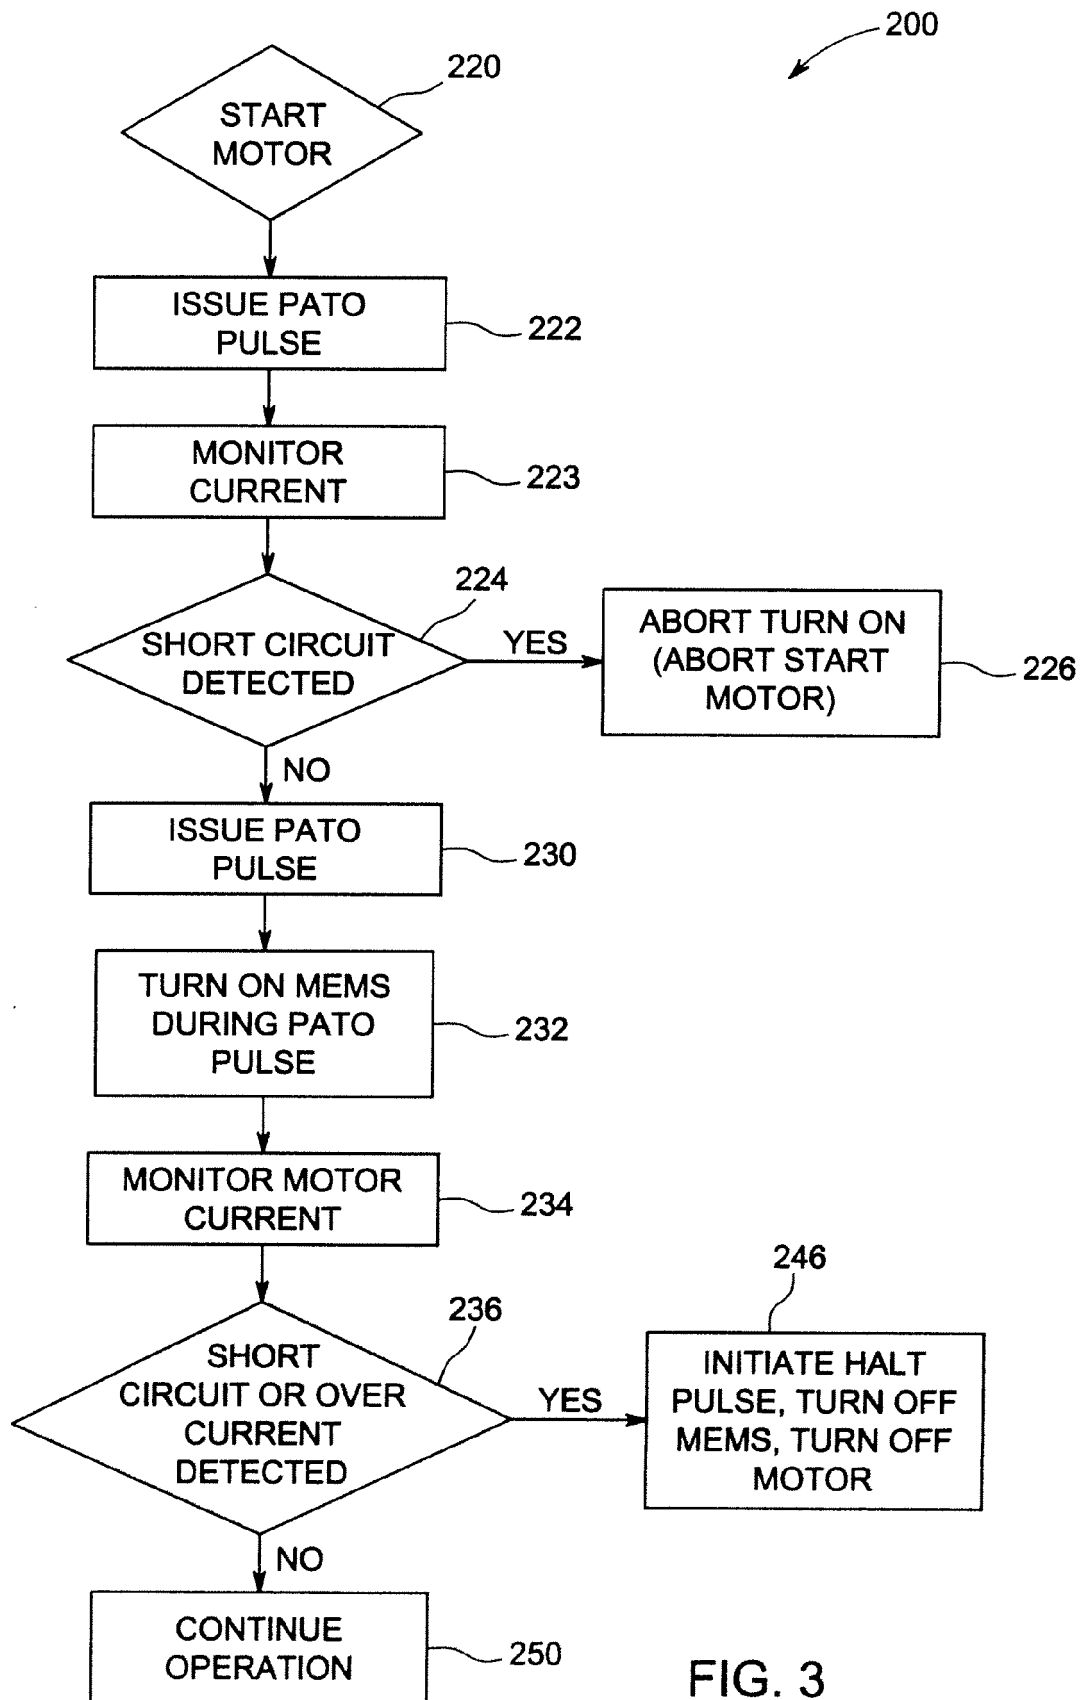 200
220
START
MOTOR
ISSUE PATO
PULSE
222
MONITOR
CURRENT
223
224
SHORT CIRCUIT
DETECTED
YES
ABORT TURN ON
(ABORT START
MOTOR)
226
NO
ISSUE PATO
PULSE
230
TURN ON MEMS
DURING PATO
PULSE
232
MONITOR MOTOR
CURRENT
234
236
SHORT
CIRCUIT OR OVER
CURRENT
DETECTED
YES
246
INITIATE HALT
PULSE, TURN OFF
MEMS, TURN OFF
MOTOR
NO
CONTINUE
OPERATION
250
FIG. 3